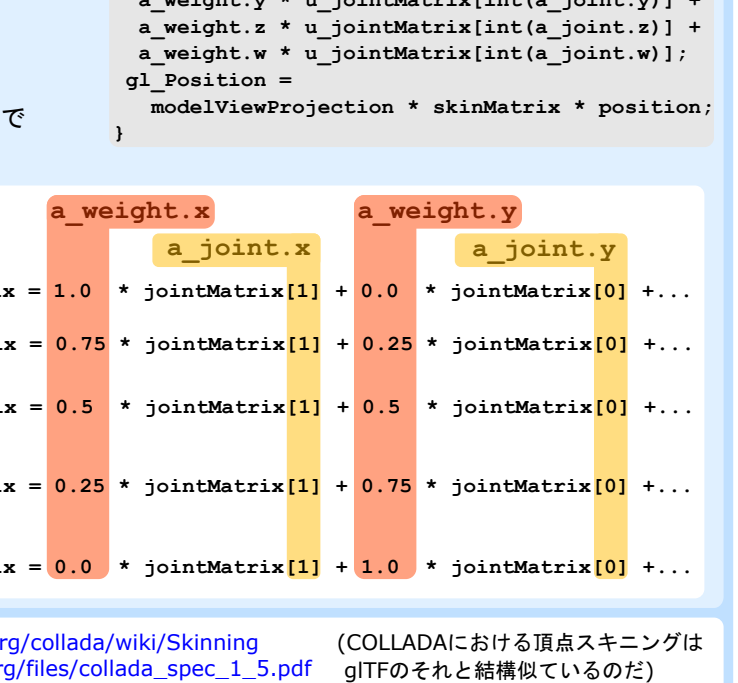 a_weight.y * u_jointMatrix[int(a_joint.y)] +
a_weight.z * u_jointMatrix[int(a_joint.z)] +
a_weight.w * u_jointMatrix[int(a_joint.w)];
gl_Position =
modelViewProjection * skinMatrix * position;
}
で
a_weight.x a_weight.y
a_joint.x a_joint.y
x = 1.0 * jointMatrix[1] + 0.0 * jointMatrix[0] +...
x = 0.75 * jointMatrix[1] + 0.25 * jointMatrix[0] +...
x = 0.5 * jointMatrix[1] + 0.5 * jointMatrix[0] +...
x = 0.25 * jointMatrix[1] + 0.75 * jointMatrix[0] +...
x = 0.0 * jointMatrix[1] + 1.0 * jointMatrix[0] +...
rg/collada/wiki/Skinning (COLLADAにおける頂点スキニングは
rg/files/collada_spec_1_5.pdf glTFのそれと結構似ているのだ)